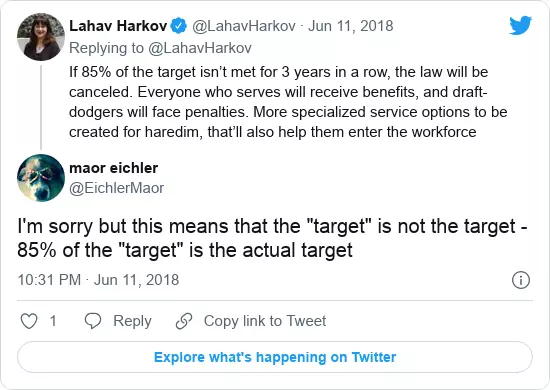 Lahav Harkov @LahavHarkov · Jun 11, 2018
Replying to @LahavHarkov
If 85% of the target isn’t met for 3 years in a row, the law will be
canceled. Everyone who serves will receive benefits, and draft-
dodgers will face penalties. More specialized service options to be
created for haredim, that’ll also help them enter the workforce
maor eichler
@EichlerMaor
I'm sorry but this means that the "target" is not the target -
85% of the "target" is the actual target
10:31 PM · Jun 11, 2018
1 Reply Copy link to Tweet
Explore what's happening on Twitter